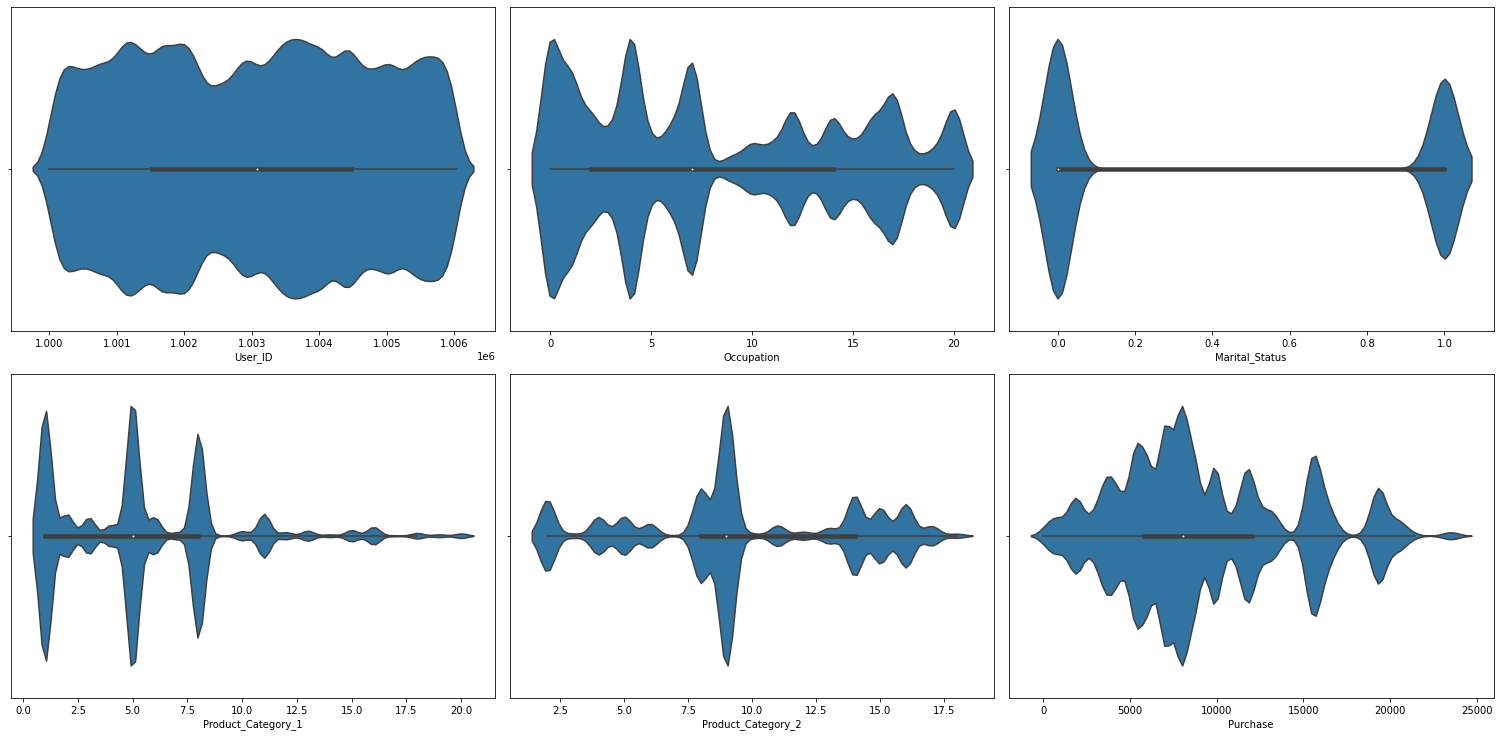 1.000 1.001 1.002 1.003 1.004 1.005 1.006
1e6
User_ID
0 5 10 15 20
Occupation
0.0 0.2 0.4 0.6 0.8 1.0
Marital_Status
0.0 2.5 5.0 7.5 10.0 12.5 15.0 17.5 20.0
Product_Category_1
2.5 5.0 7.5 10.0 12.5 15.0 17.5
Product_Category_2
0 5000 10000 15000 20000 25000
Purchase